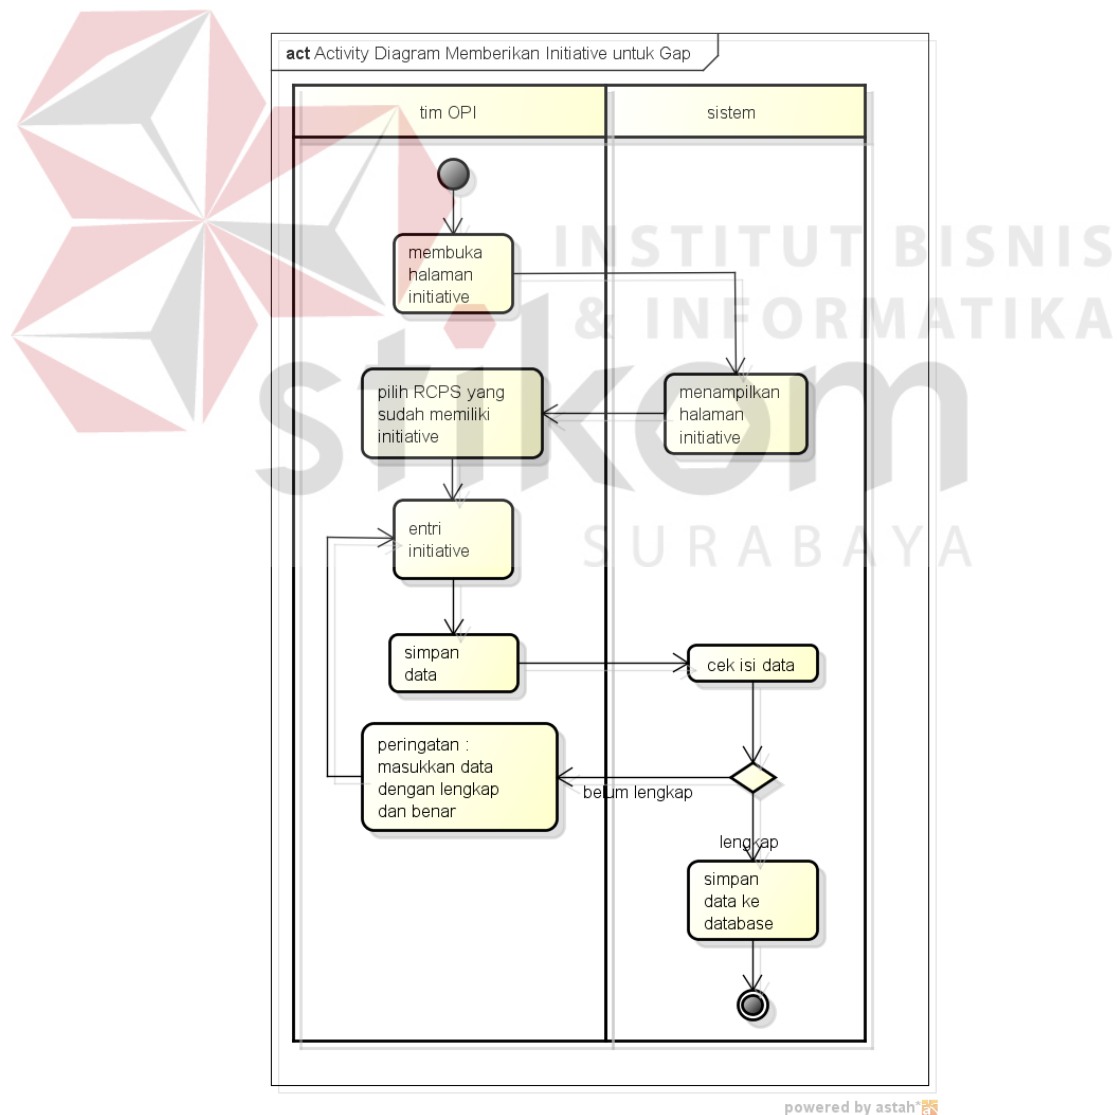 act Activity Diagram Memberikan Initiative untuk Gap
tim OPI
sistem
membuka
halaman
initiative
INSTITUT BISNIS
& INFORMATIKA
stikom
SURABAYA
menampilkan
halaman
initiative
pilih RCPS yang
sudah memiliki
initiative
entri
initiative
simpan
data
cek isi data
peringatan :
masukkan data
dengan lengkap
dan benar
belum lengkap
lengkap
simpan
data ke
database
powered by astah*